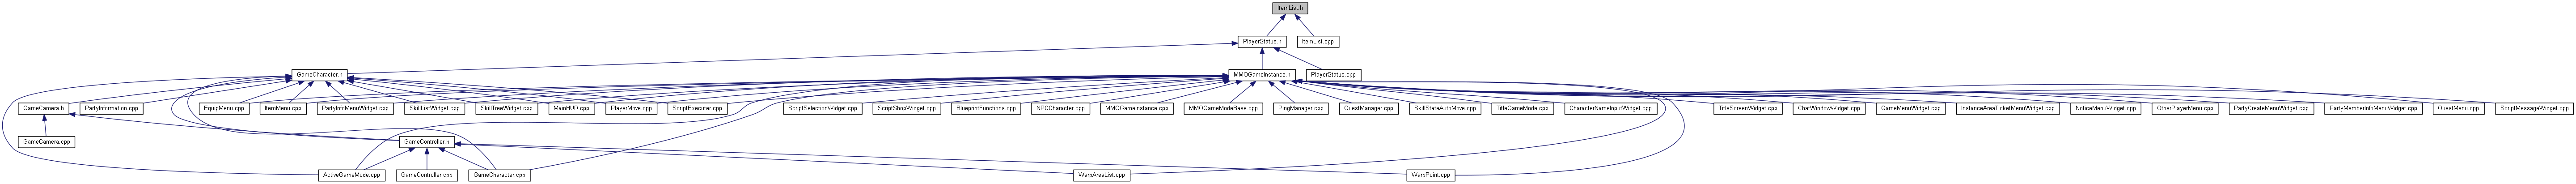 ItemList.h
PlayerStatus.h
ItemList.cpp
GameCharacter.h
MMOGameInstance.h
PlayerStatus.cpp
GameCamera.h
PartyInformation.cpp
EquipMenu.cpp
ItemMenu.cpp
PartyInfoMenuWidget.cpp
SkillListWidget.cpp
SkillTreeWidget.cpp
MainHUD.cpp
PlayerMove.cpp
ScriptExecuter.cpp
ScriptSelectionWidget.cpp
ScriptShopWidget.cpp
BlueprintFunctions.cpp
NPCCharacter.cpp
MMOGameInstance.cpp
MMOGameModeBase.cpp
PingManager.cpp
QuestManager.cpp
SkillStateAutoMove.cpp
TitleGameMode.cpp
CharacterNameInputWidget.cpp
TitleScreenWidget.cpp
ChatWindowWidget.cpp
GameMenuWidget.cpp
InstanceAreaTicketMenuWidget.cpp
NoticeMenuWidget.cpp
OtherPlayerMenu.cpp
PartyCreateMenuWidget.cpp
PartyMemberInfoMenuWidget.cpp
QuestMenu.cpp
ScriptMessageWidget.cpp
GameCamera.cpp
GameController.h
ActiveGameMode.cpp
GameController.cpp
GameCharacter.cpp
WarpAreaList.cpp
WarpPoint.cpp